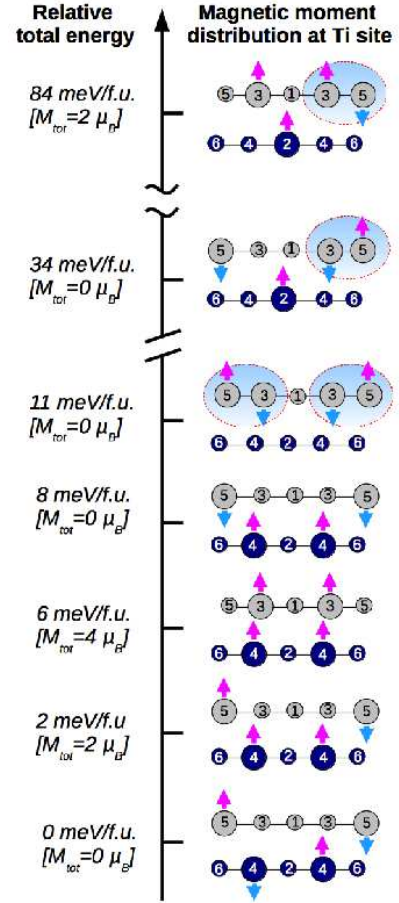 Relative total energy
Magnetic moment distribution at Ti site
84 meV/f.u.
[Mtot=2 μB]
5 3 1 3 5
6 4 2 4 6
34 meV/f.u.
[Mtot=0 μB]
5 3 1 3 5
6 4 2 4 6
11 meV/f.u.
[Mtot=0 μB]
5 3 1 3 5
6 4 2 4 6
8 meV/f.u.
[Mtot=0 μB]
5 3 1 3 5
6 4 2 4 6
6 meV/f.u.
[Mtot=4 μB]
5 3 1 3 5
6 4 2 4 6
2 meV/f.u
[Mtot=2 μB]
5 3 1 3 5
6 4 2 4 6
0 meV/f.u.
[Mtot=0 μB]
5 3 1 3 5
6 4 2 4 6